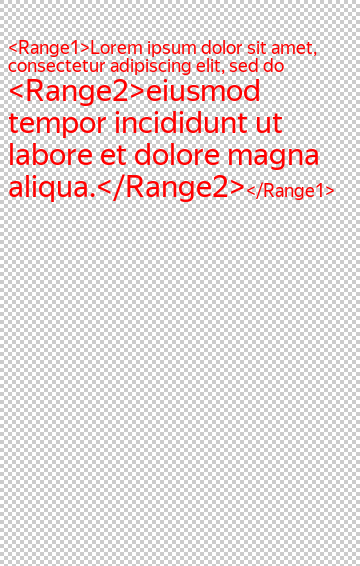 <Range1>Lorem ipsum dolor sit amet,
consectetur adipiscing elit, sed do
<Range2>eiusmod
tempor incididunt ut
labore et dolore magna
aliqua.</Range2></Range1>